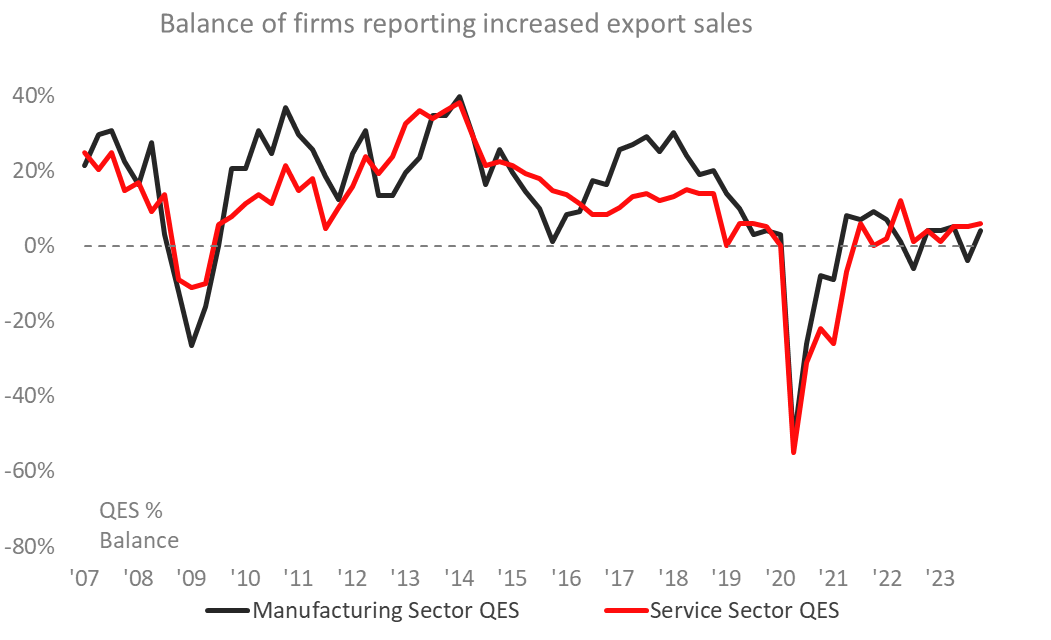 Balance of firms reporting increased export sales
40%
20%
0%
-20%
-40%
-60%
-80%
QES %
Balance
'07 '08 '09 '10 '11 '12 '13 '14 '15 '16 '17 '18 '19 '20 '21 '22 '23
Manufacturing Sector QES Service Sector QES